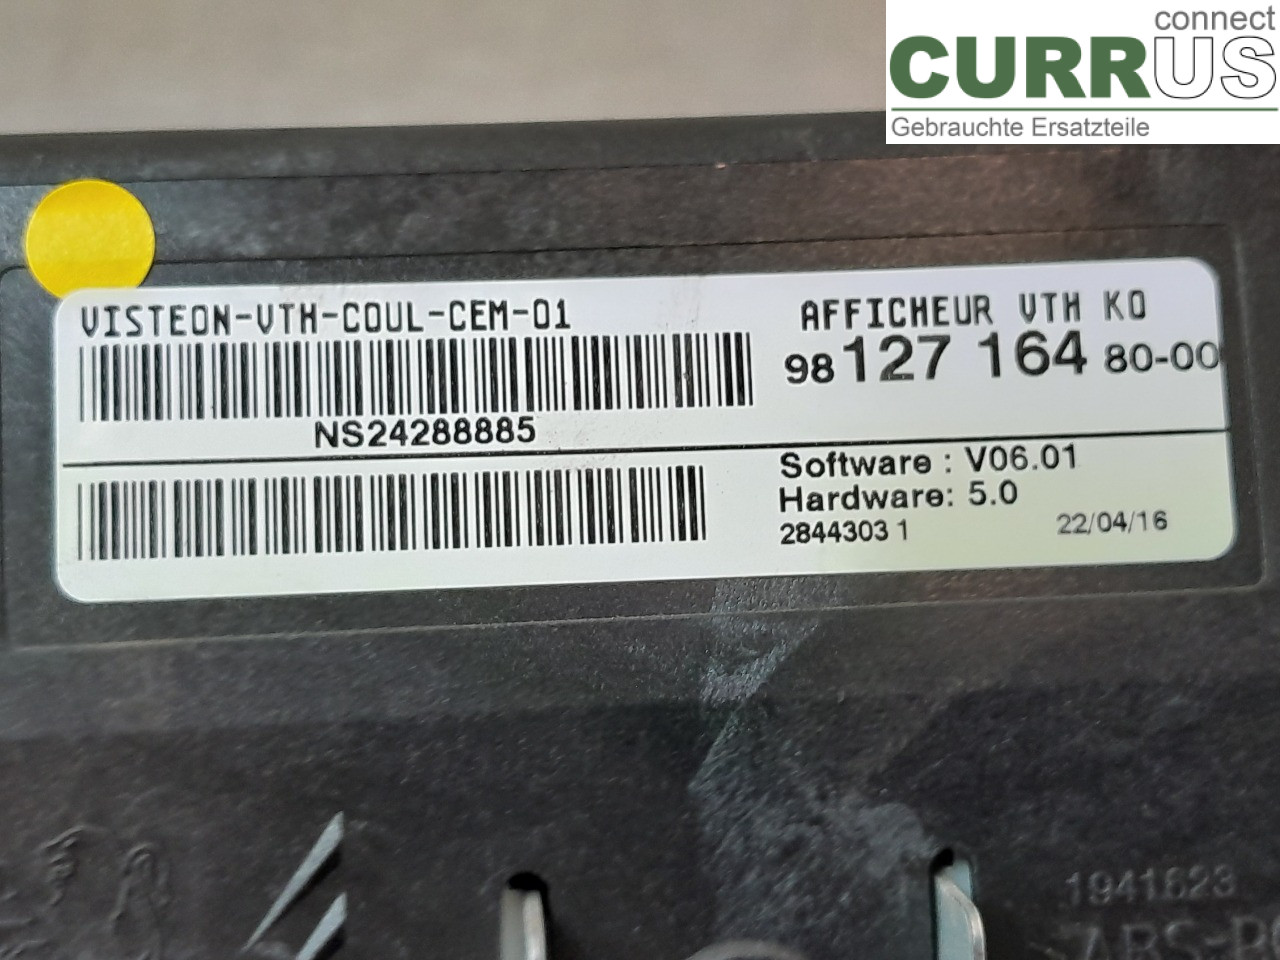 connect
CURRUS
Gebrauchte Ersatzteile
VISTEON-VTH-COUL-CEM-01
NS24288885
AFFICHEUR VTH KO
98 127 164 80-00
Software : V06.01
Hardware: 5.0
2844303 1 22/04/16
1941623